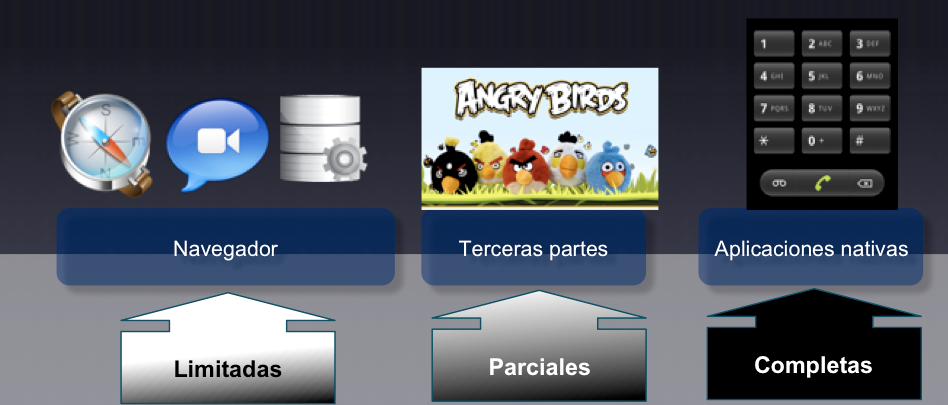 S
W
E
N
ANGRY BIRDS
1
2 ABC
3 DEF
4 GHI
5 JKL
6 MNO
7 PQRS
8 TUV
9 WXYZ
*
0 +
#
Navegador
Terceras partes
Aplicaciones nativas
Limitadas
Parciales
Completas